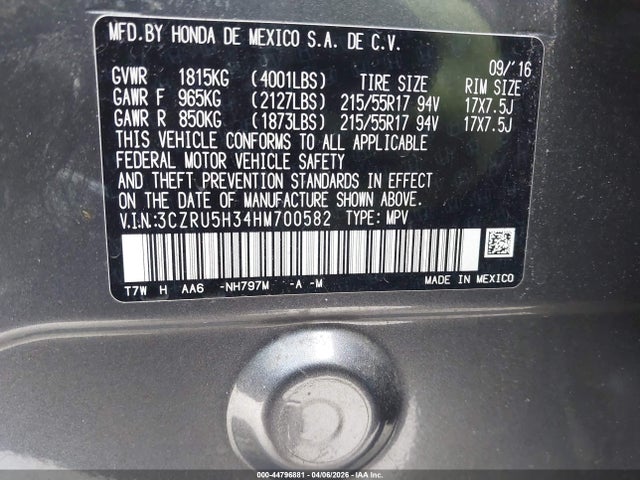 MFD.BY HONDA DE MEXICO S.A. DE C.V.
09/'16
GVWR 1815KG (4001LBS) TIRE SIZE RIM SIZE
GAWR F 965KG (2127LBS) 215/55R17 94V 17X7.5J
GAWR R 850KG (1873LBS) 215/55R17 94V 17X7.5J
THIS VEHICLE CONFORMS TO ALL APPLICABLE
FEDERAL MOTOR VEHICLE SAFETY
AND THEFT PREVENTION STANDARDS IN EFFECT
ON THE DATE OF MANUFACTURE SHOWN ABOVE.
V.I.N:3CZRU5H34HM700582 TYPE: MPV
T7W H AA6 -NH797M -A -M MADE IN MEXICO
000-44796881 - 04/06/2026 - IAA Inc.